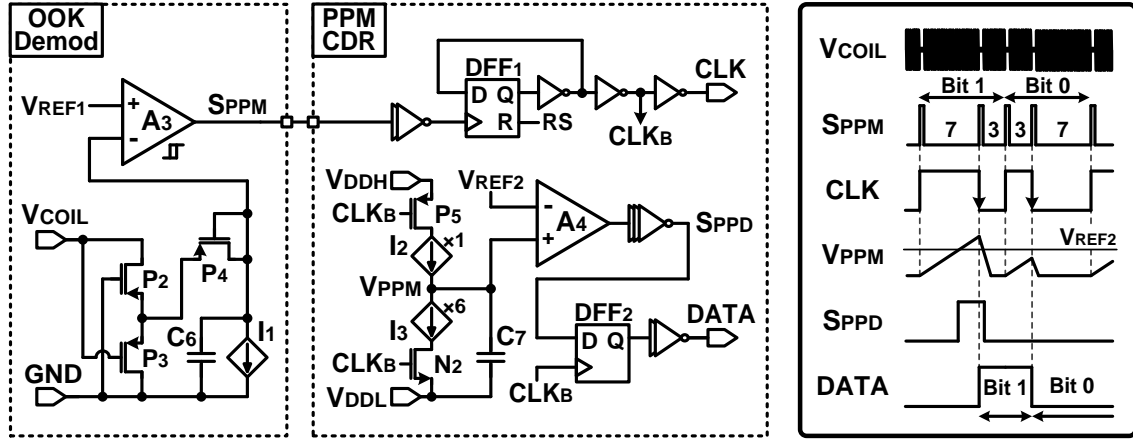 OOK
Demod
VREF1
+
-
A3
SPPM
VCOIL
P2
P4
P3
C6
I1
GND
PPM
CDR
DFF1
D Q
R
RS
CLK
CLKB
VDDH
CLKB
P5
I2
×1
VPPM
I3
×6
CLKB
N2
VDDL
C7
VREF2
-
+
A4
SPPD
DFF2
D Q
CLKB
DATA
VCOIL
Bit 1 Bit 0
SPPM
7 3 3 7
CLK
VREF2
VPPM
SPPD
DATA
Bit 1 Bit 0